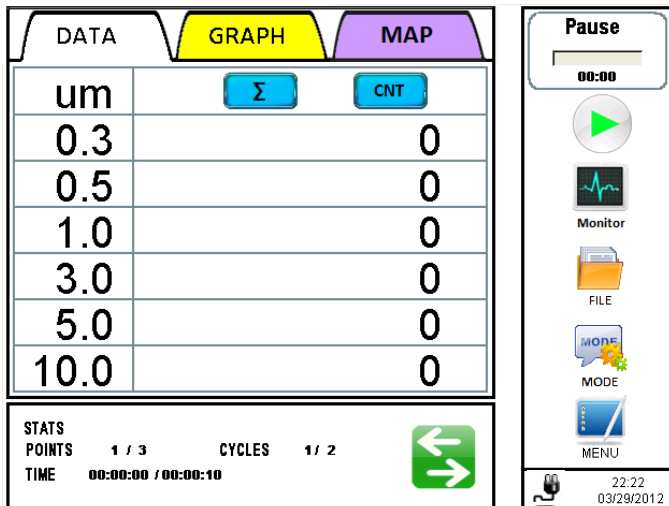 DATA GRAPH MAP
um Σ CNT
0.3 0
0.5 0
1.0 0
3.0 0
5.0 0
10.0 0
STATS
POINTS 1 / 3 CYCLES 1/ 2
TIME 00:00:00 / 00:00:10
Pause
00:00
Monitor
FILE
MODE
MODE
MENU
22:22
03/29/2012